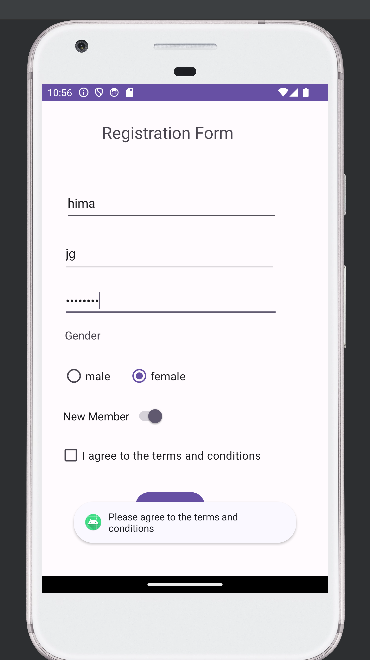 10:56
Registration Form
hima
jg
••••••••
Gender
male
female
New Member
I agree to the terms and conditions
Please agree to the terms and
conditions